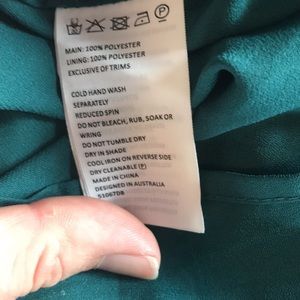 MAIN: 100% POLYESTER
LINING: 100% POLYESTER
EXCLUSIVE OF TRIMS
COLD HAND WASH
SEPARATELY
REDUCED SPIN
DO NOT BLEACH, RUB, SOAK OR
WRING
DO NOT TUMBLE DRY
DRY IN SHADE
COOL IRON ON REVERSE SIDE
DRY CLEANABLE Ⓟ
MADE IN CHINA
DESIGNED IN AUSTRALIA
S1067DB